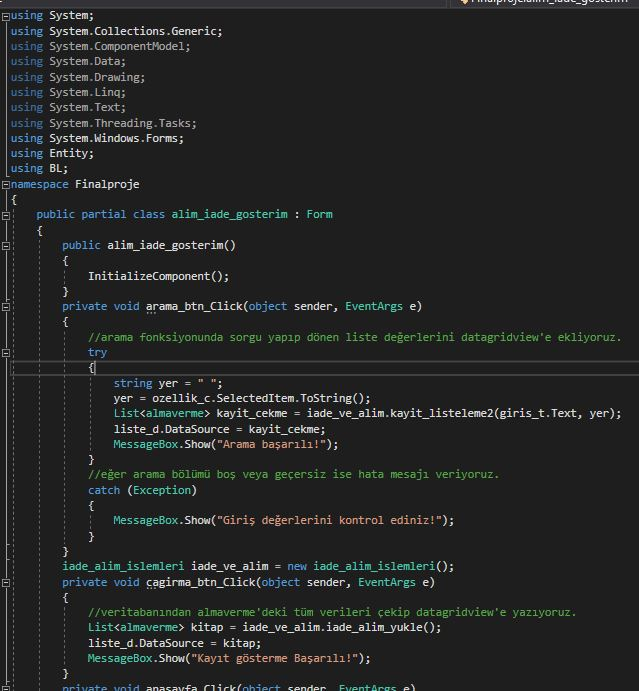 Finalproje.alim_iade_gosterim
using System;
using System.Collections.Generic;
using System.ComponentModel;
using System.Data;
using System.Drawing;
using System.Linq;
using System.Text;
using System.Threading.Tasks;
using System.Windows.Forms;
using Entity;
using BL;
namespace Finalproje
{
    public partial class alim_iade_gosterim : Form
    {
        public alim_iade_gosterim()
        {
            InitializeComponent();
        }
        private void arama_btn_Click(object sender, EventArgs e)
        {
            //arama fonksiyonunda sorgu yapıp dönen liste değerlerini datagridview'e ekliyoruz.
            try
            {
                string yer = " ";
                yer = ozellik_c.SelectedItem.ToString();
                List<almaverme> kayit_cekme = iade_ve_alim.kayit_listeleme2(giris_t.Text, yer);
                liste_d.DataSource = kayit_cekme;
                MessageBox.Show("Arama başarılı!");
            }
            //eğer arama bölümü boş veya geçersiz ise hata mesajı veriyoruz.
            catch (Exception)
            {
                MessageBox.Show("Giriş değerlerini kontrol ediniz!");
            }
        }
        iade_alim_islemleri iade_ve_alim = new iade_alim_islemleri();
        private void cagirma_btn_Click(object sender, EventArgs e)
        {
            //veritabanından almaverme'deki tüm verileri çekip datagridview'e yazıyoruz.
            List<almaverme> kitap = iade_ve_alim.iade_alim_yukle();
            liste_d.DataSource = kitap;
            MessageBox.Show("Kayıt gösterme Başarılı!");
        }
        private void anasayfa_Click(object sender, EventArgs e)